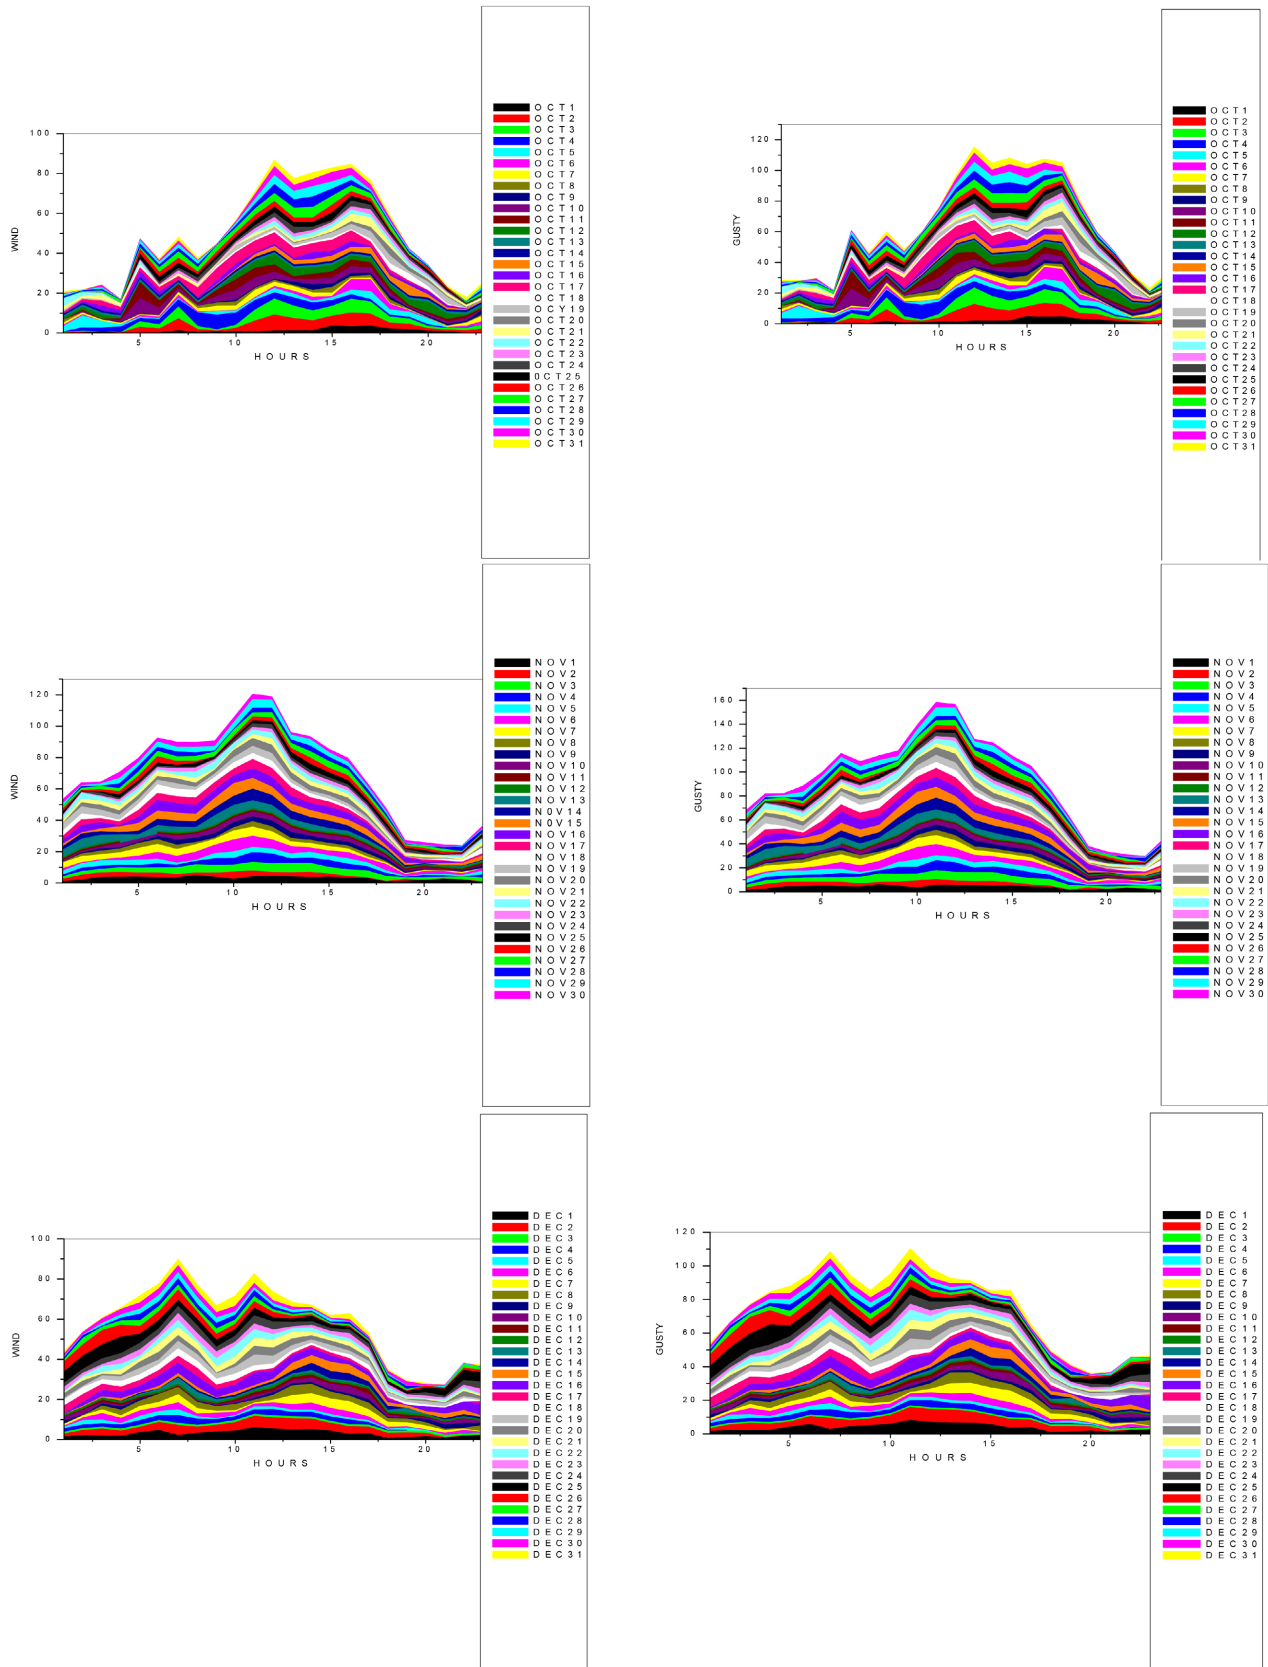 100
80
60
40
20
0
WIND
5 10 15 20
HOURS
OCT1
OCT2
OCT3
OCT4
OCT5
OCT6
OCT7
OCT8
OCT9
OCT10
OCT11
OCT12
OCT13
OCT14
OCT15
OCT16
OCT17
OCT18
OCY19
OCT20
OCT21
OCT22
OCT23
OCT24
0CT25
OCT26
OCT27
OCT28
OCT29
OCT30
OCT31
120
100
80
60
40
20
0
GUSTY
5 10 15 20
HOURS
OCT1
OCT2
OCT3
OCT4
OCT5
OCT6
OCT7
OCT8
OCT9
OCT10
OCT11
OCT12
OCT13
OCT14
OCT15
OCT16
OCT17
OCT18
OCT19
OCT20
OCT21
OCT22
OCT23
OCT24
OCT25
OCT26
OCT27
OCT28
OCT29
OCT30
OCT31
120
100
80
60
40
20
0
WIND
5 10 15 20
HOURS
NOV1
NOV2
NOV3
NOV4
NOV5
NOV6
NOV7
NOV8
NOV9
NOV10
NOV11
NOV12
NOV13
N0V14
N0V15
NOV16
NOV17
NOV18
NOV19
NOV20
NOV21
NOV22
NOV23
NOV24
NOV25
NOV26
NOV27
NOV28
NOV29
NOV30
160
140
120
100
80
60
40
20
0
GUSTY
5 10 15 20
HOURS
NOV1
NOV2
NOV3
NOV4
NOV5
NOV6
NOV7
NOV8
NOV9
NOV10
NOV11
NOV12
NOV13
NOV14
NOV15
NOV16
NOV17
NOV18
NOV19
NOV20
NOV21
NOV22
NOV23
NOV24
NOV25
NOV26
NOV27
NOV28
NOV29
NOV30
100
80
60
40
20
0
WIND
5 10 15 20
HOURS
DEC1
DEC2
DEC3
DEC4
DEC5
DEC6
DEC7
DEC8
DEC9
DEC10
DEC11
DEC12
DEC13
DEC14
DEC15
DEC16
DEC17
DEC18
DEC19
DEC20
DEC21
DEC22
DEC23
DEC24
DEC25
DEC26
DEC27
DEC28
DEC29
DEC30
DEC31
120
100
80
60
40
20
0
GUSTY
5 10 15 20
HOURS
DEC1
DEC2
DEC3
DEC4
DEC5
DEC6
DEC7
DEC8
DEC9
DEC10
DEC11
DEC12
DEC13
DEC14
DEC15
DEC16
DEC17
DEC18
DEC19
DEC20
DEC21
DEC22
DEC23
DEC24
DEC25
DEC26
DEC27
DEC28
DEC29
DEC30
DEC31